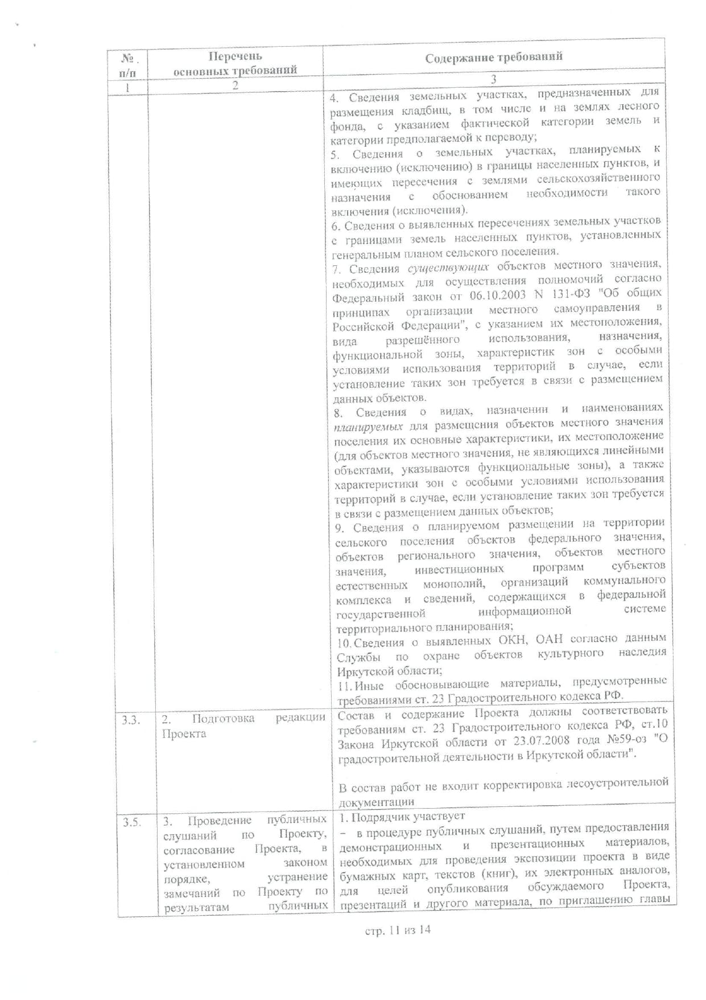 № .
п/п
Перечень
основных требований
Содержание требований
1
2
3
4. Сведения земельных участках, предназначенных для
размещения кладбищ, в том числе и на землях лесного
фонда, с указанием фактической категории земель и
категории предполагаемой к переводу;
5. Сведения о земельных участках, планируемых к
включению (исключению) в границы населенных пунктов, и
имеющих пересечения с землями сельскохозяйственного
назначения с обоснованием необходимости такого
включения (исключения).
6. Сведения о выявленных пересечениях земельных участков
с границами земель населенных пунктов, установленных
генеральным планом сельского поселения.
7. Сведения существующих объектов местного значения,
необходимых для осуществления полномочий согласно
Федеральный закон от 06.10.2003 N 131-ФЗ "Об общих
принципах организации местного самоуправления в
Российской Федерации", с указанием их местоположения,
вида разрешённого использования, назначения,
функциональной зоны, характеристик зон с особыми
условиями использования территорий в случае, если
установление таких зон требуется в связи с размещением
данных объектов.
8. Сведения о видах, назначении и наименованиях
планируемых для размещения объектов местного значения
поселения их основные характеристики, их местоположение
(для объектов местного значения, не являющихся линейными
объектами, указываются функциональные зоны), а также
характеристики зон с особыми условиями использования
территорий в случае, если установление таких зон требуется
в связи с размещением данных объектов;
9. Сведения о планируемом размещении на территории
сельского поселения объектов федерального значения,
объектов регионального значения, объектов местного
значения, инвестиционных программ субъектов
естественных монополий, организаций коммунального
комплекса и сведений, содержащихся в федеральной
государственной информационной системе
территориального планирования;
10. Сведения о выявленных ОКН, ОАН согласно данным
Службы по охране объектов культурного наследия
Иркутской области;
11. Иные обосновывающие материалы, предусмотренные
требованиями ст. 23 Градостроительного кодекса РФ.
3.3.
2. Подготовка редакции
Проекта
Состав и содержание Проекта должны соответствовать
требованиям ст. 23 Градостроительного кодекса РФ, ст.10
Закона Иркутской области от 23.07.2008 года №59-оз "О
градостроительной деятельности в Иркутской области".
В состав работ не входит корректировка лесоустроительной
документации
3.5.
3. Проведение публичных
слушаний по Проекту,
согласование Проекта, в
установленном законом
порядке, устранение
замечаний по Проекту по
результатам публичных
1. Подрядчик участвует
– в процедуре публичных слушаний, путем предоставления
демонстрационных и презентационных материалов,
необходимых для проведения экспозиции проекта в виде
бумажных карт, текстов (книг), их электронных аналогов,
для целей опубликования обсуждаемого Проекта,
презентаций и другого материала, по приглашению главы
стр. 11 из 14